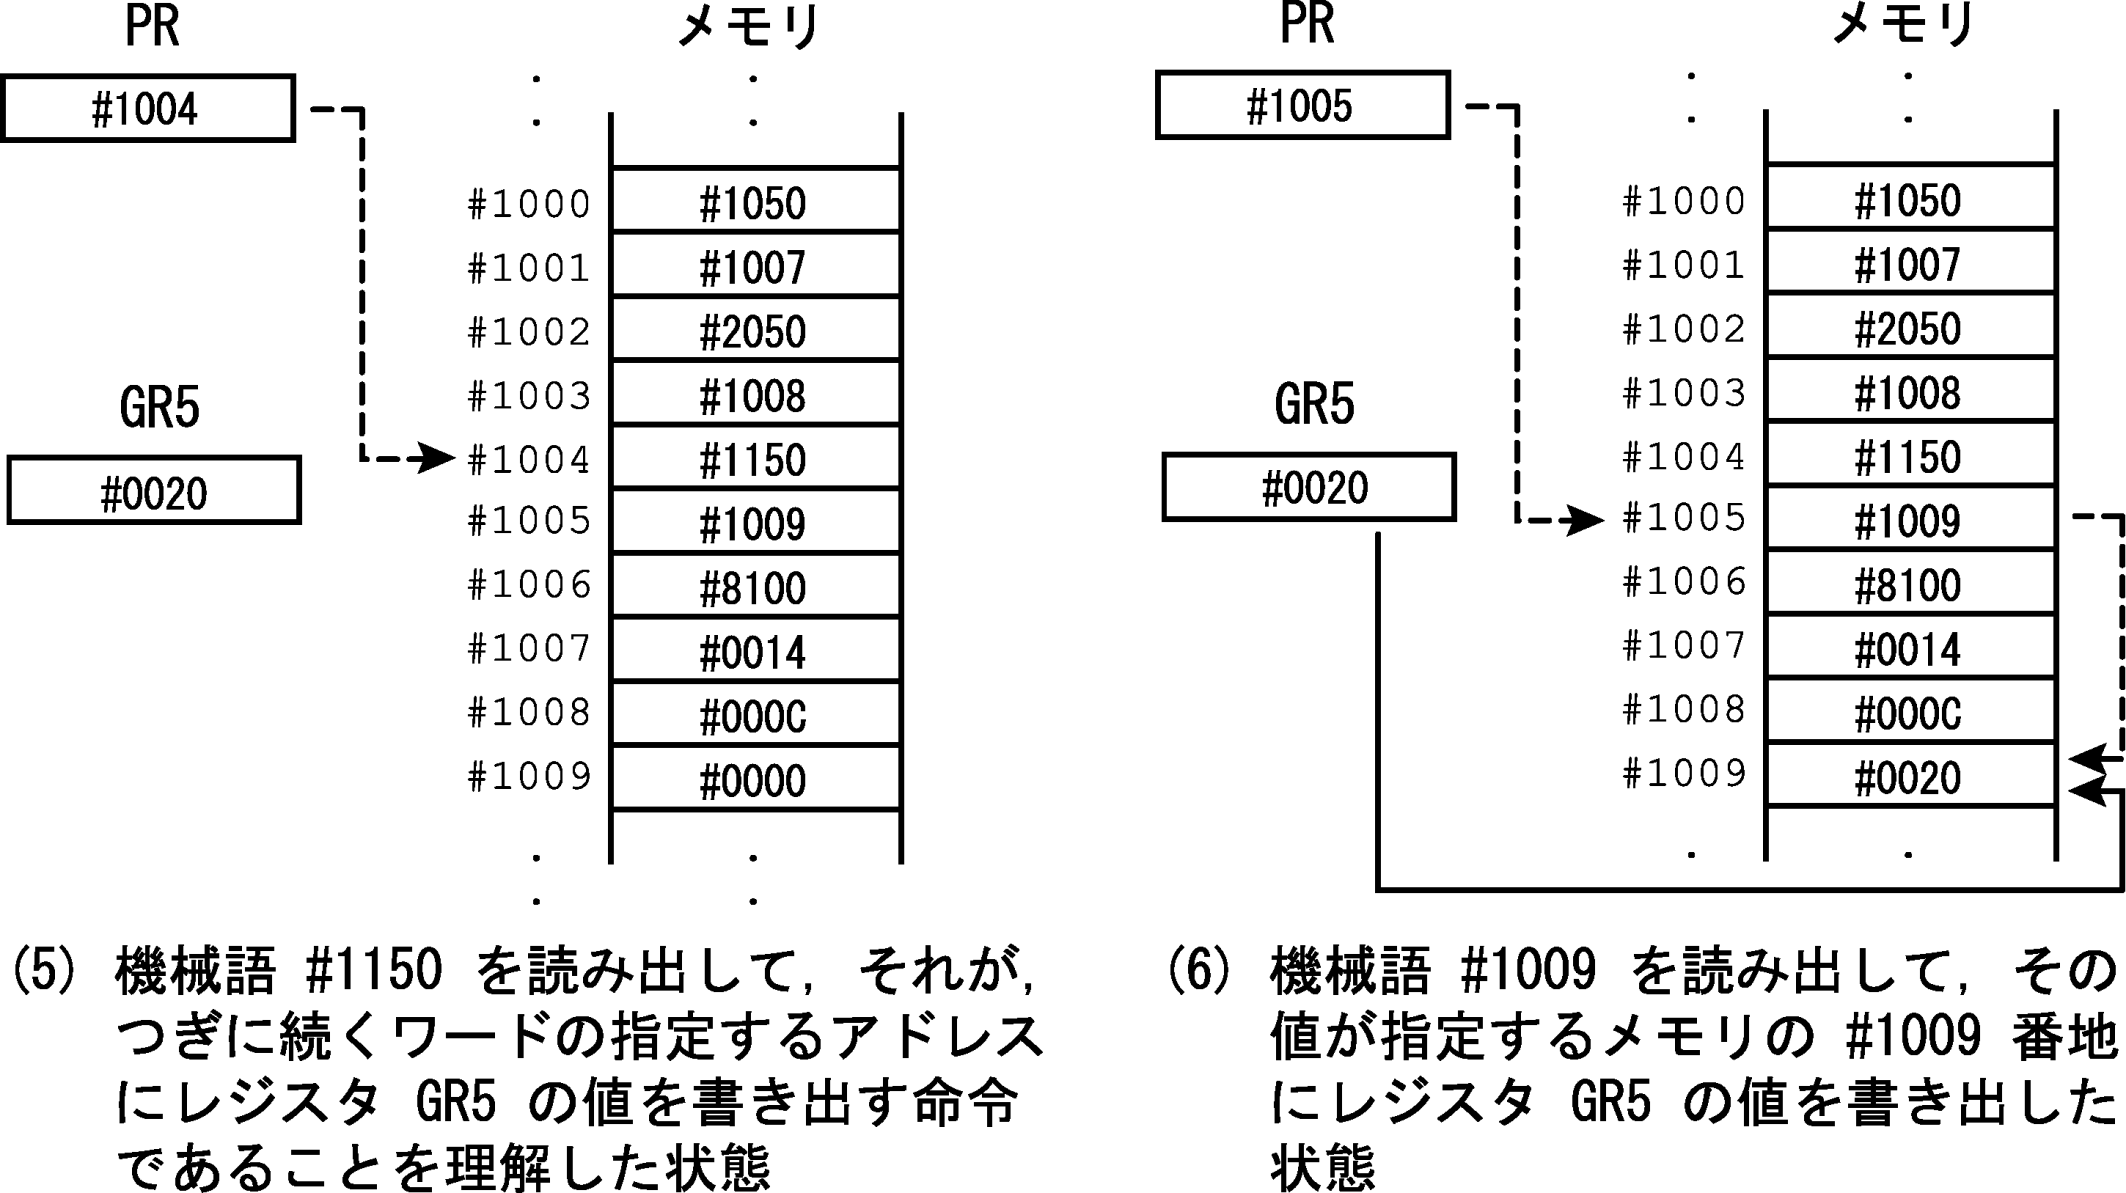 PR メモリ
#1004
#1000 #1050
#1001 #1007
#1002 #2050
#1003 #1008
GR5
#1004 #1150
#0020
#1005 #1009
#1006 #8100
#1007 #0014
#1008 #000C
#1009 #0000
(5) 機械語 #1150 を読み出して, それが,
つぎに続くワードの指定するアドレス
にレジスタ GR5 の値を書き出す命令
であることを理解した状態
PR メモリ
#1005
#1000 #1050
#1001 #1007
#1002 #2050
#1003 #1008
GR5
#1004 #1150
#0020
#1005 #1009
#1006 #8100
#1007 #0014
#1008 #000C
#1009 #0020
(6) 機械語 #1009 を読み出して, その
値が指定するメモリの #1009 番地
にレジスタ GR5 の値を書き出した
状態